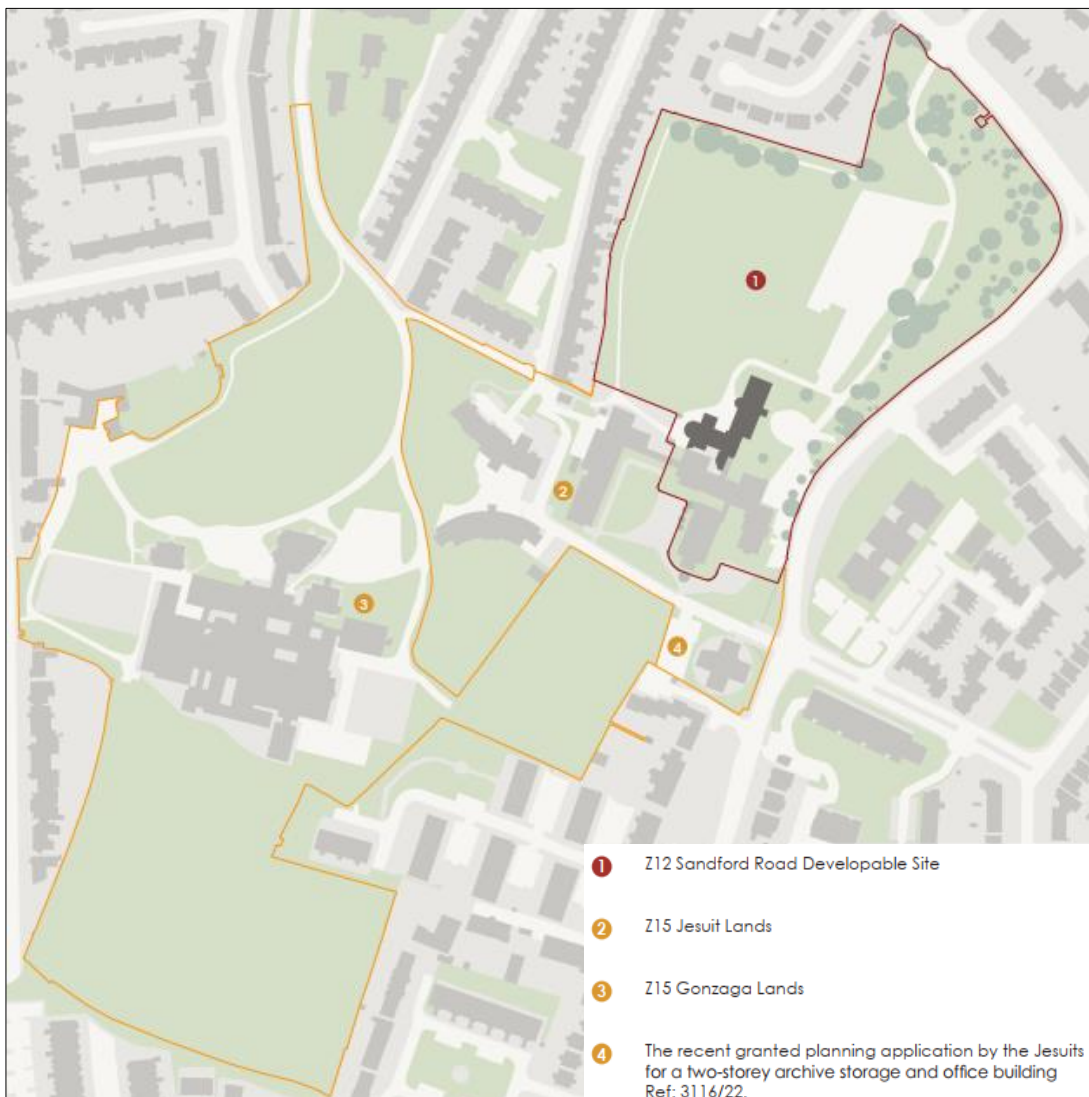 1
2
3
4
1 Z12 Sandford Road Developable Site
2 Z15 Jesuit Lands
3 Z15 Gonzaga Lands
4 The recent granted planning application by the Jesuits
for a two-storey archive storage and office building
Ref: 3116/22.